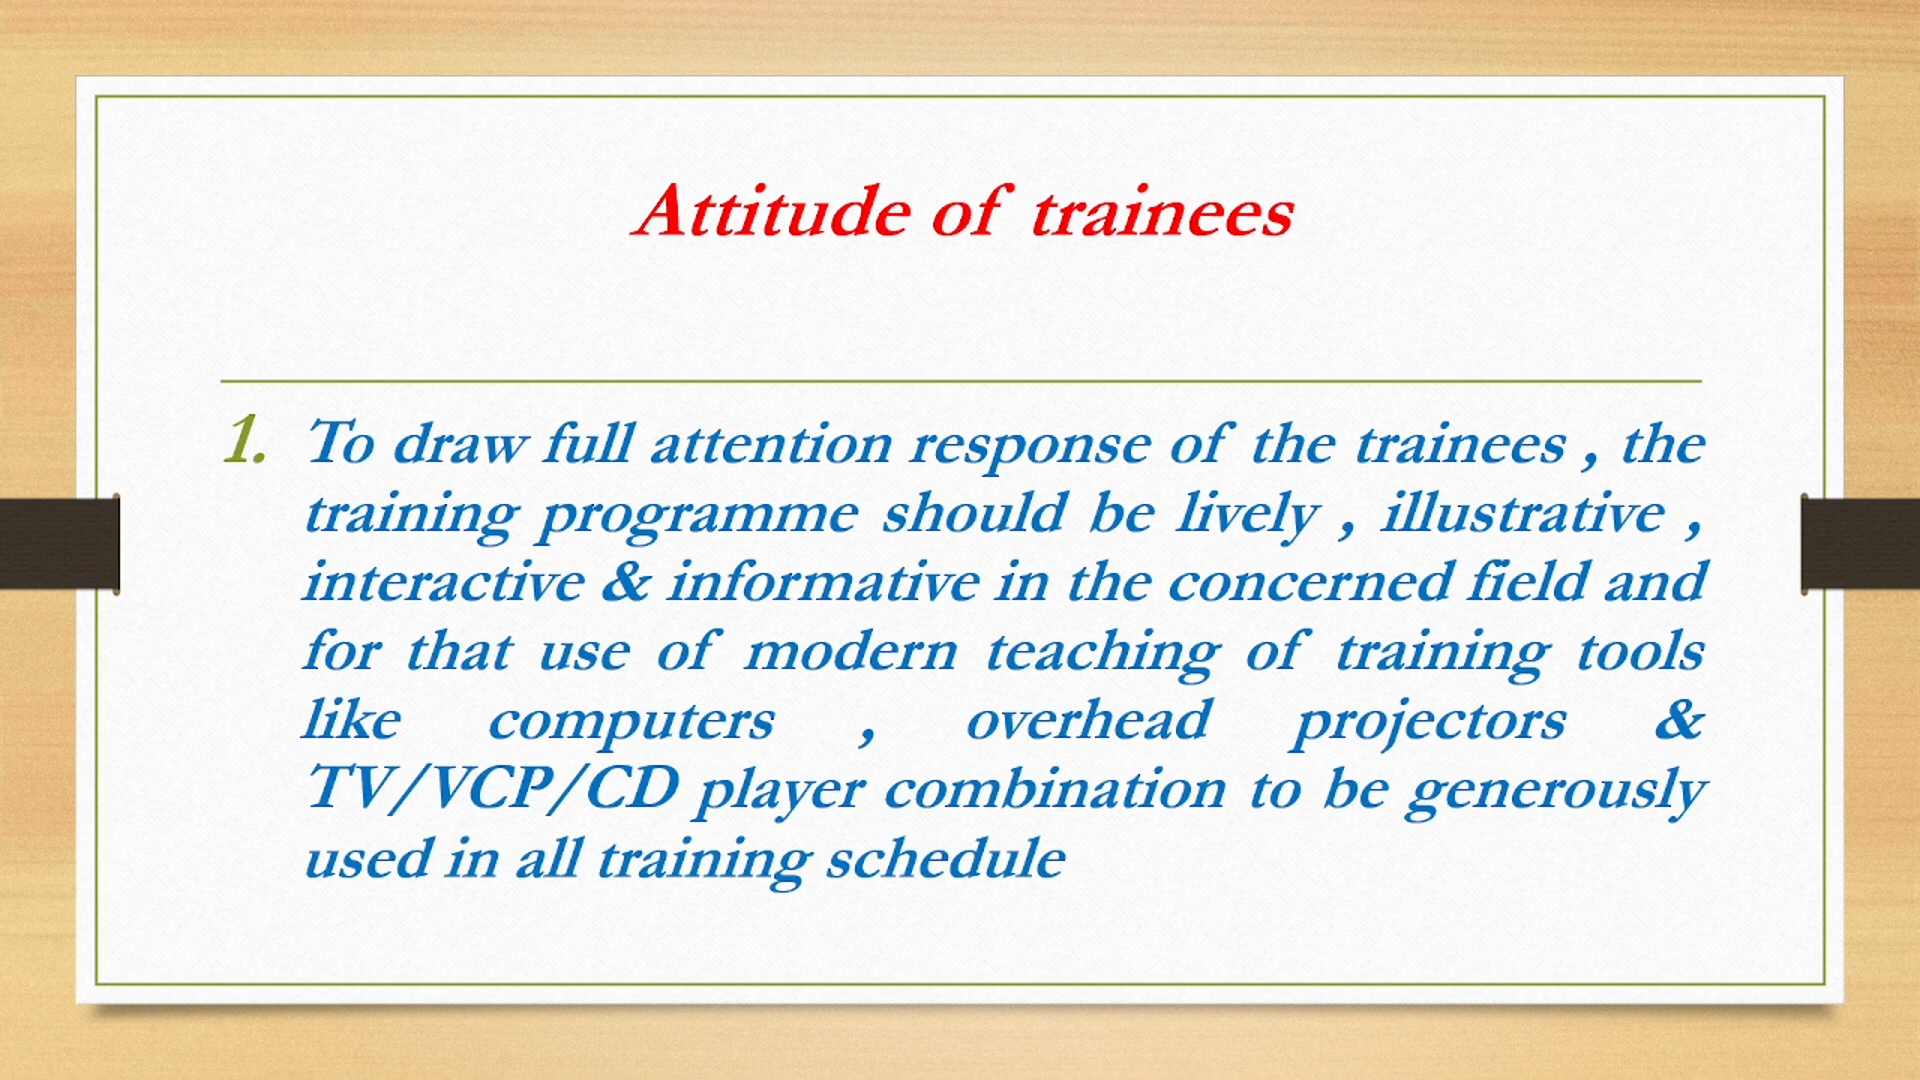 Attitude of trainees
1. To draw full attention response of the trainees , the
training programme should be lively , illustrative ,
interactive & informative in the concerned field and
for that use of modern teaching of training tools
like computers , overhead projectors &
TV/VCP/CD player combination to be generously
used in all training schedule